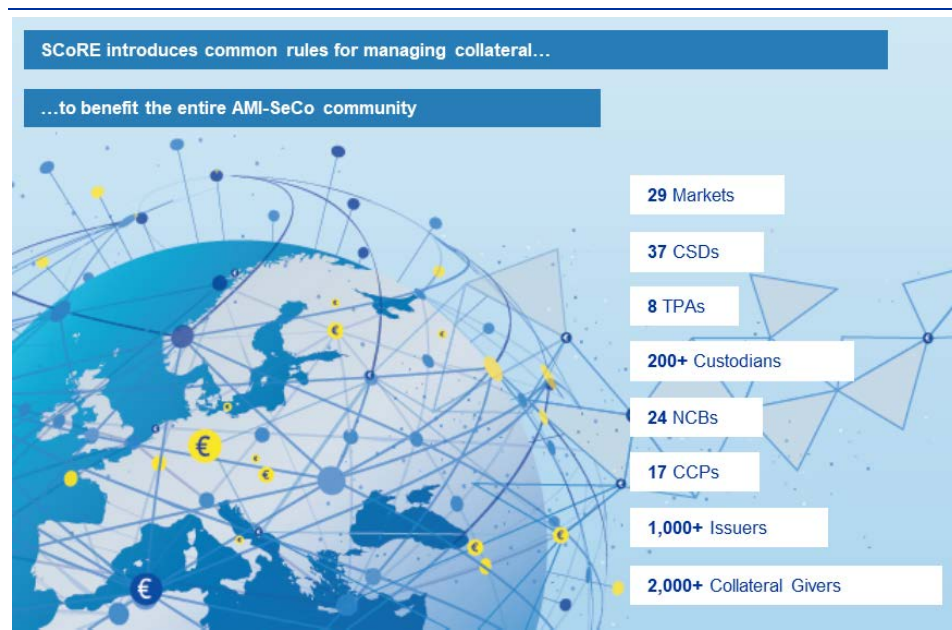 SCoRE introduces common rules for managing collateral…
…to benefit the entire AMI-SeCo community
29 Markets
37 CSDs
8 TPAs
200+ Custodians
24 NCBs
17 CCPs
1,000+ Issuers
2,000+ Collateral Givers